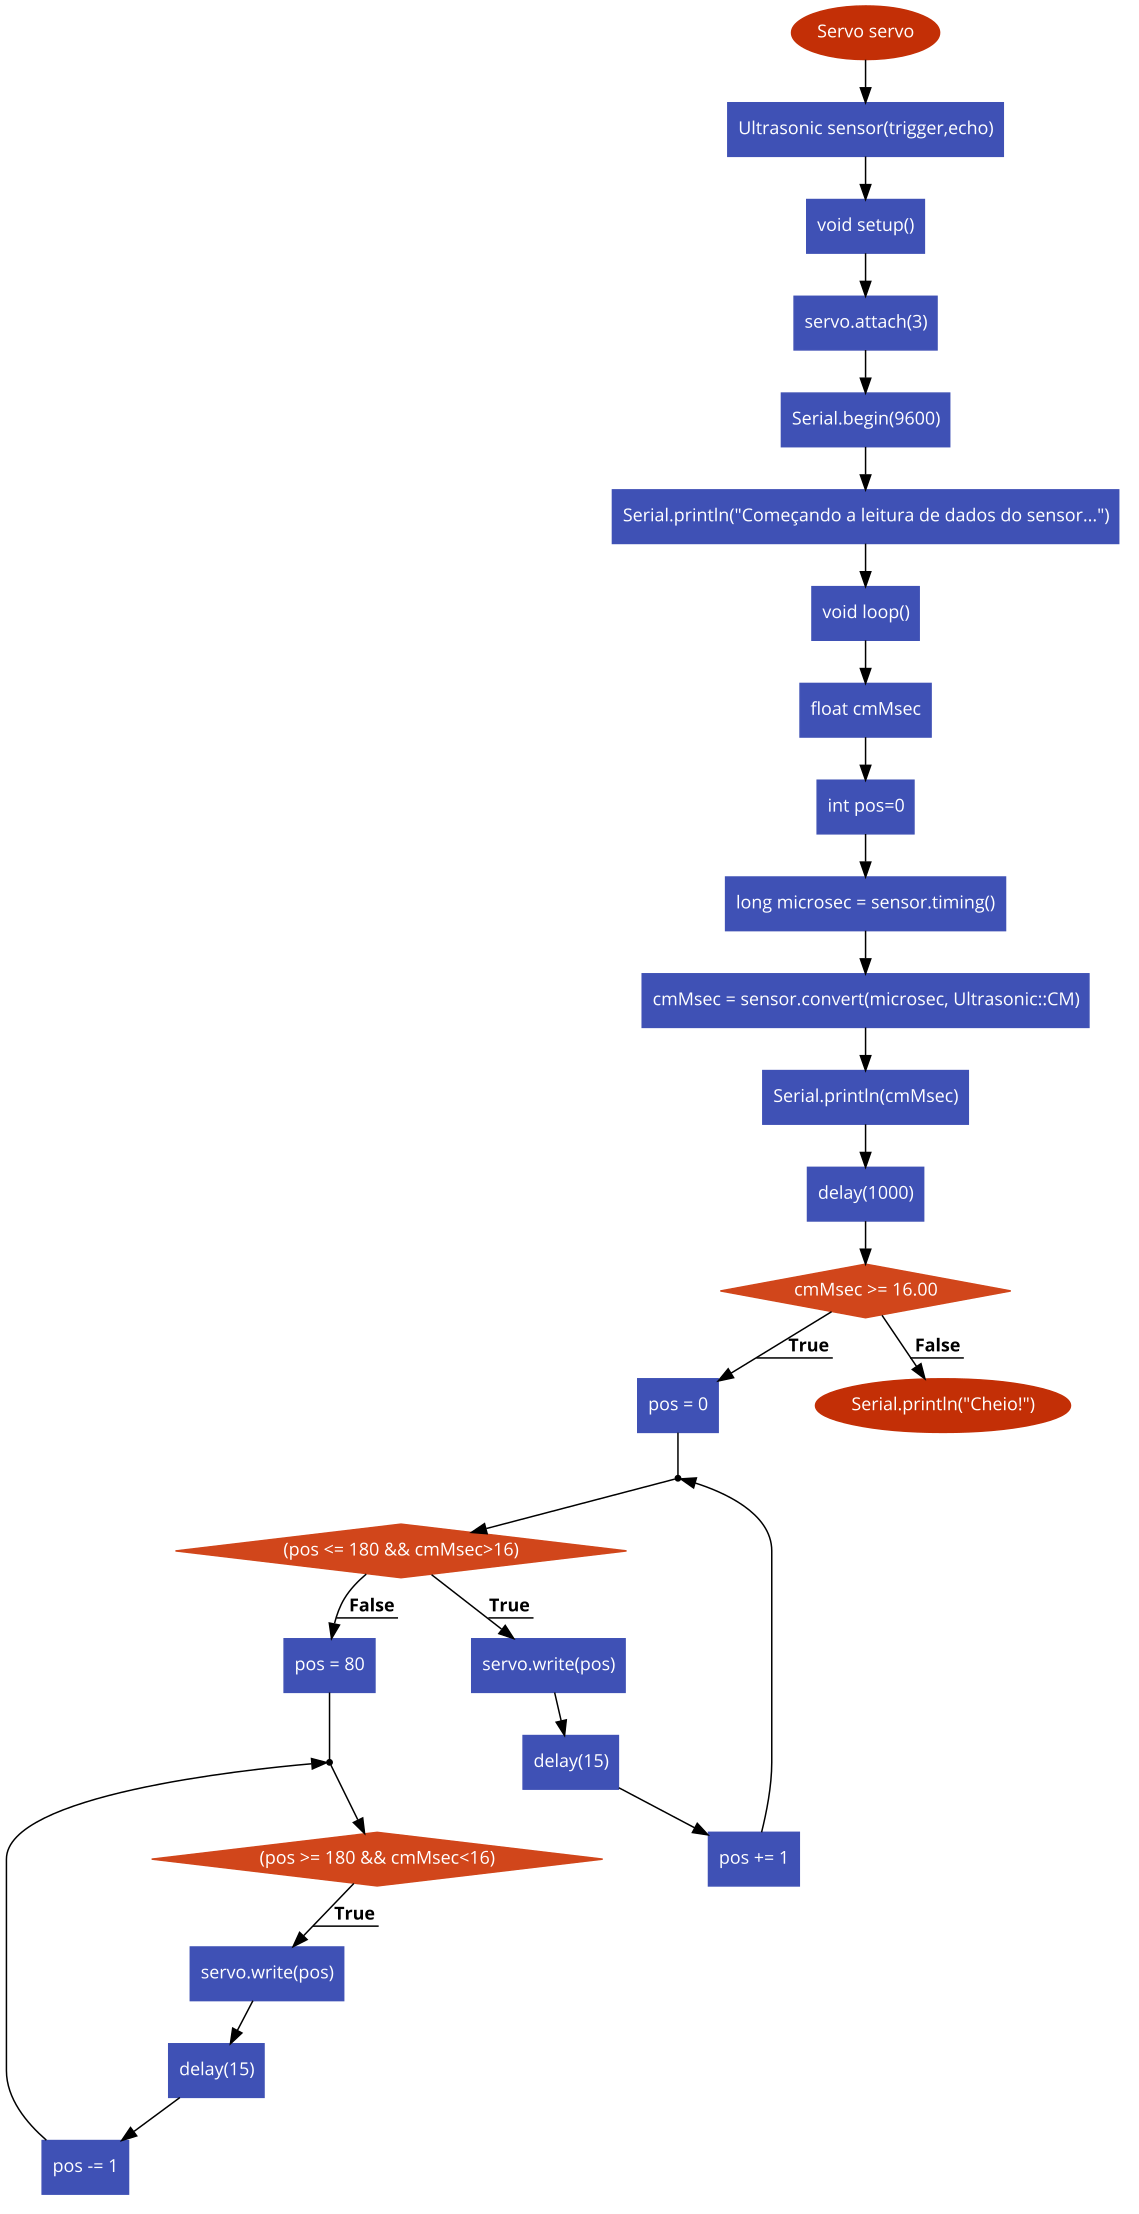 Servo servo
Ultrasonic sensor(trigger,echo)
void setup()
servo.attach(3)
Serial.begin(9600)
Serial.println("Começando a leitura de dados do sensor...")
void loop()
float cmMsec
int pos=0
long microsec = sensor.timing()
cmMsec = sensor.convert(microsec, Ultrasonic::CM)
Serial.println(cmMsec)
delay(1000)
cmMsec >= 16.00
True
False
pos = 0
Serial.println("Cheio!")
(pos <= 180 && cmMsec>16)
False
True
pos = 80
servo.write(pos)
delay(15)
(pos >= 180 && cmMsec<16)
pos += 1
True
servo.write(pos)
delay(15)
pos -= 1